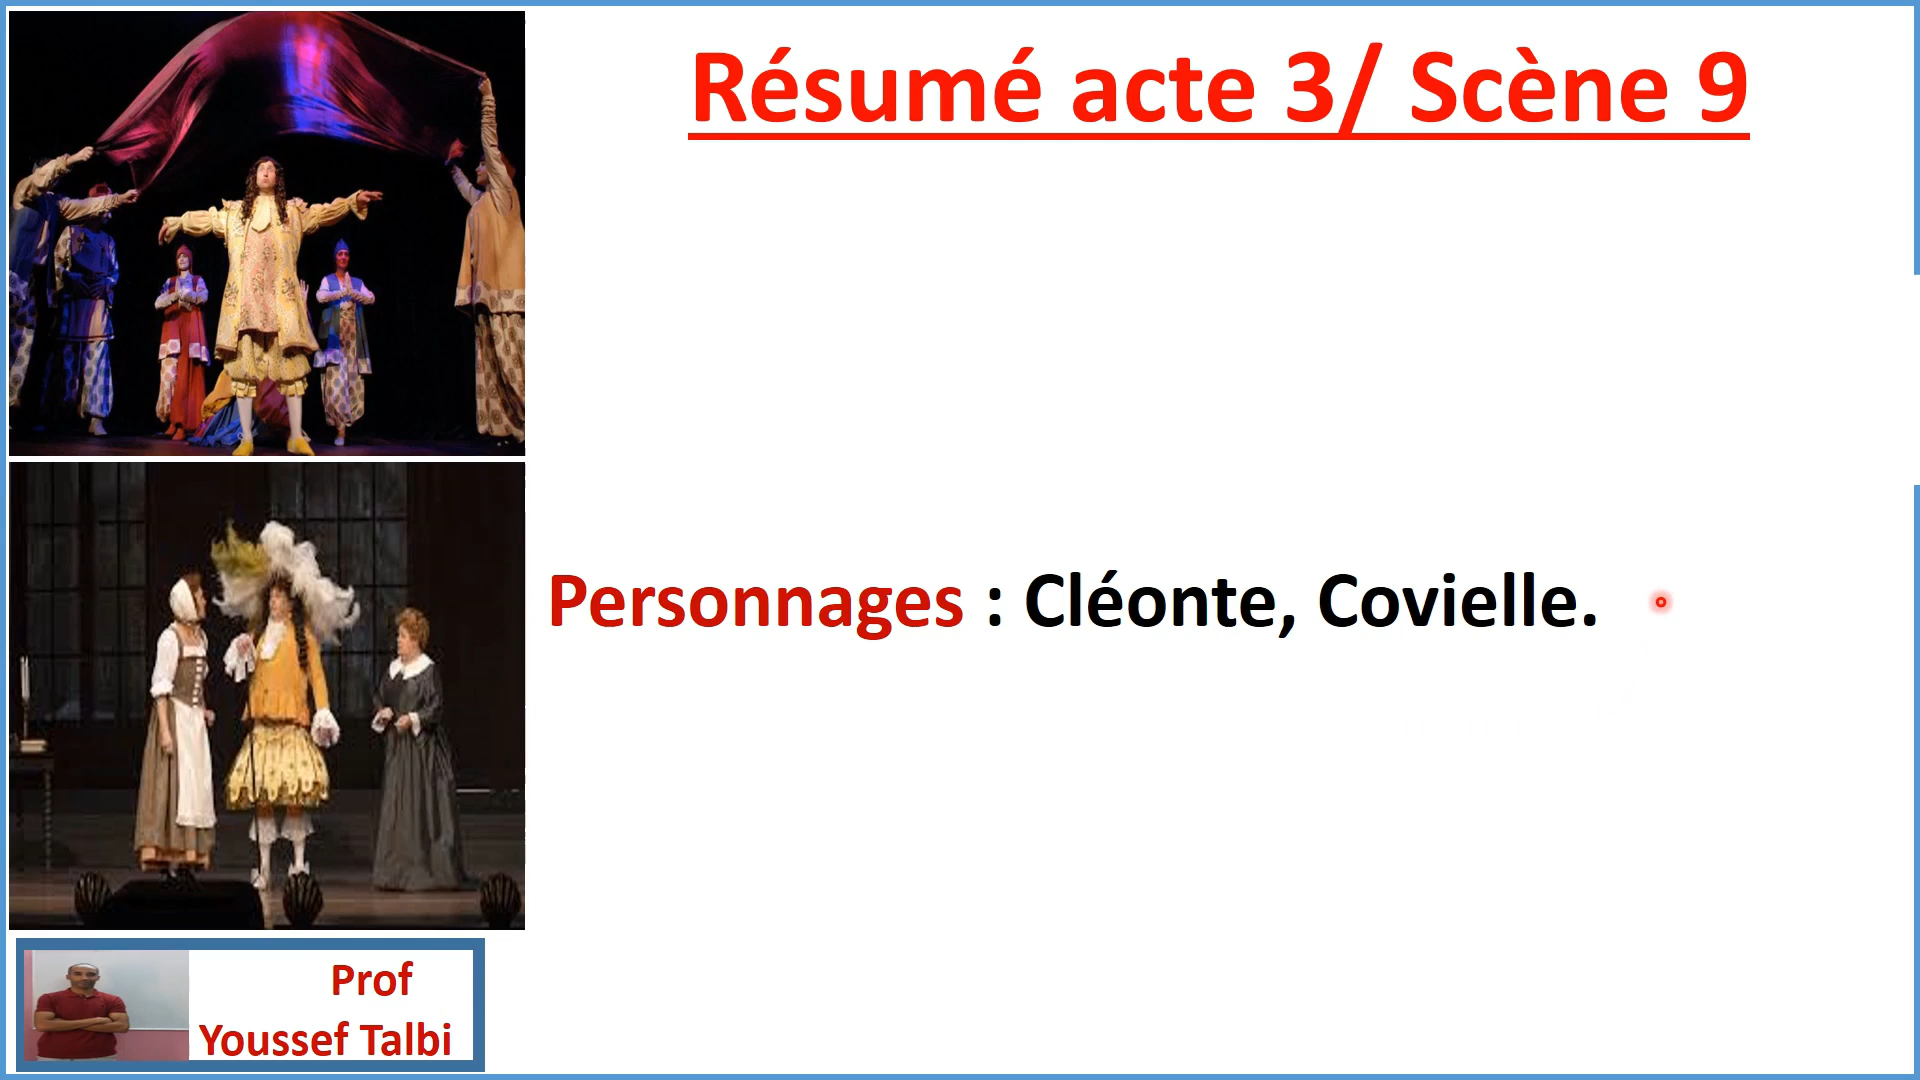 Résumé acte 3/ Scène 9
Personnages : Cléonte, Covielle.
Prof
Youssef Talbi